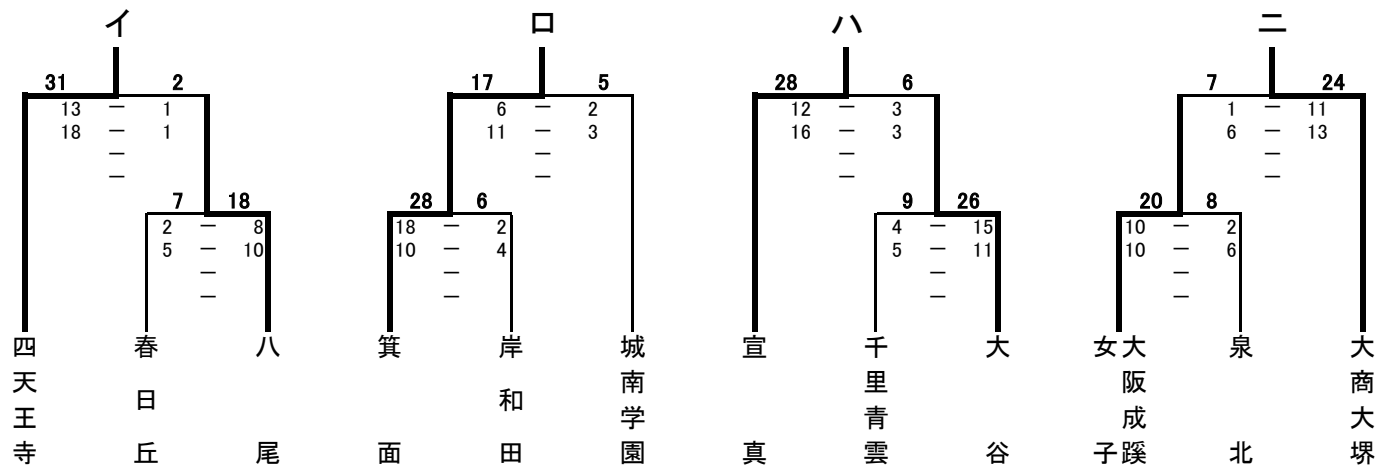 イ ロ ハ ニ
31 2 17 5 28 6 7 24
13 － 1 6 － 2 12 － 3 1 － 11
18 － 1 11 － 3 16 － 3 6 － 13
－ － － －
－ － － －
7 18 28 6 9 26 20 8
2 － 8 18 － 2 4 － 15 10 － 2
5 － 10 10 － 4 5 － 11 10 － 6
－ － － －
－ － － －
四天王寺 春日丘 八尾 箕面 岸和田 城南学園 宣真 千里青雲 大谷 大阪成蹊女子 泉北 大商大堺